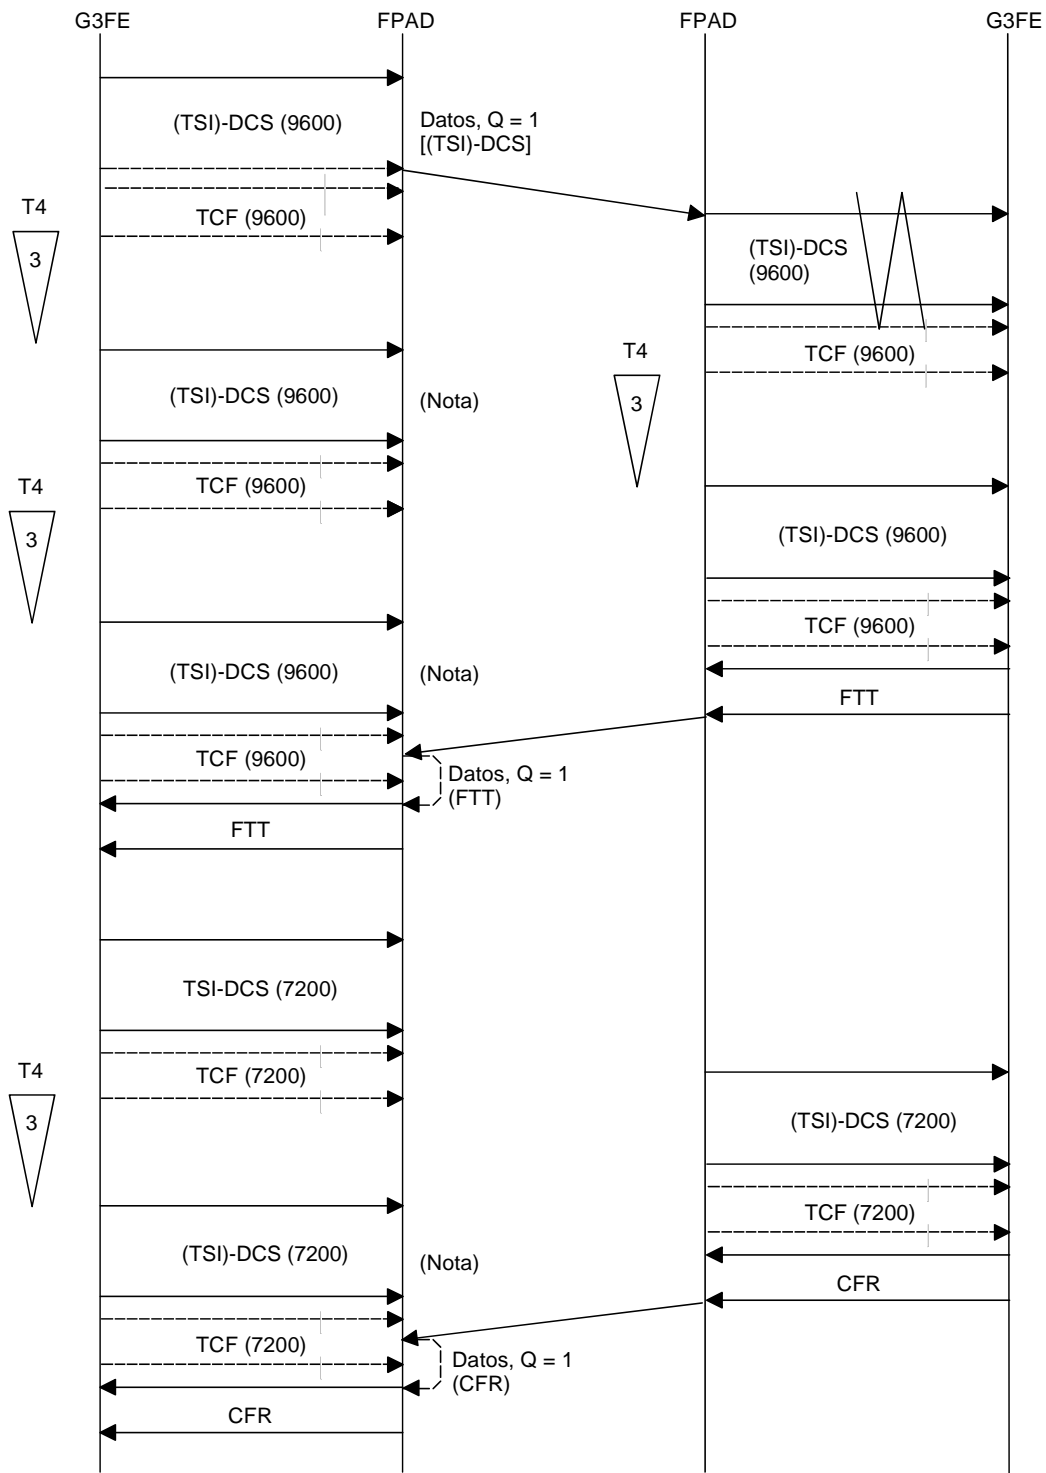 G3FE
FPAD
FPAD
G3FE
(TSI)-DCS (9600)
Datos, Q = 1
[(TSI)-DCS]
T4
3
TCF (9600)
(TSI)-DCS
(9600)
TCF (9600)
T4
3
(TSI)-DCS (9600)
(Nota)
T4
3
TCF (9600)
(TSI)-DCS (9600)
TCF (9600)
(TSI)-DCS (9600)
(Nota)
FTT
TCF (9600)
Datos, Q = 1
(FTT)
FTT
TSI-DCS (7200)
T4
3
TCF (7200)
(TSI)-DCS (7200)
TCF (7200)
(TSI)-DCS (7200)
(Nota)
CFR
TCF (7200)
Datos, Q = 1
(CFR)
CFR